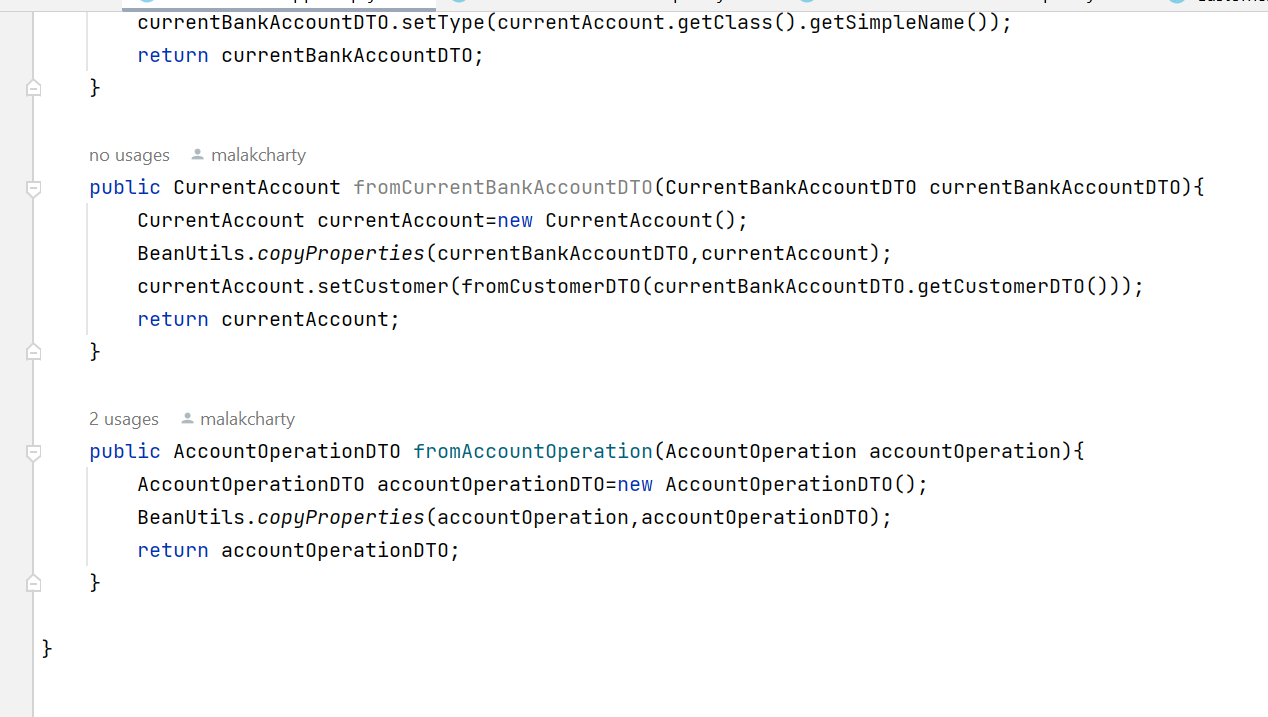 currentBankAccountDTO.setType(currentAccount.getClass().getSimpleName());
return currentBankAccountDTO;
}
no usages malakcharty
public CurrentAccount fromCurrentBankAccountDTO(CurrentBankAccountDTO currentBankAccountDTO){
CurrentAccount currentAccount=new CurrentAccount();
BeanUtils.copyProperties(currentBankAccountDTO,currentAccount);
currentAccount.setCustomer(fromCustomerDTO(currentBankAccountDTO.getCustomerDTO()));
return currentAccount;
}
2 usages malakcharty
public AccountOperationDTO fromAccountOperation(AccountOperation accountOperation){
AccountOperationDTO accountOperationDTO=new AccountOperationDTO();
BeanUtils.copyProperties(accountOperation,accountOperationDTO);
return accountOperationDTO;
}
}